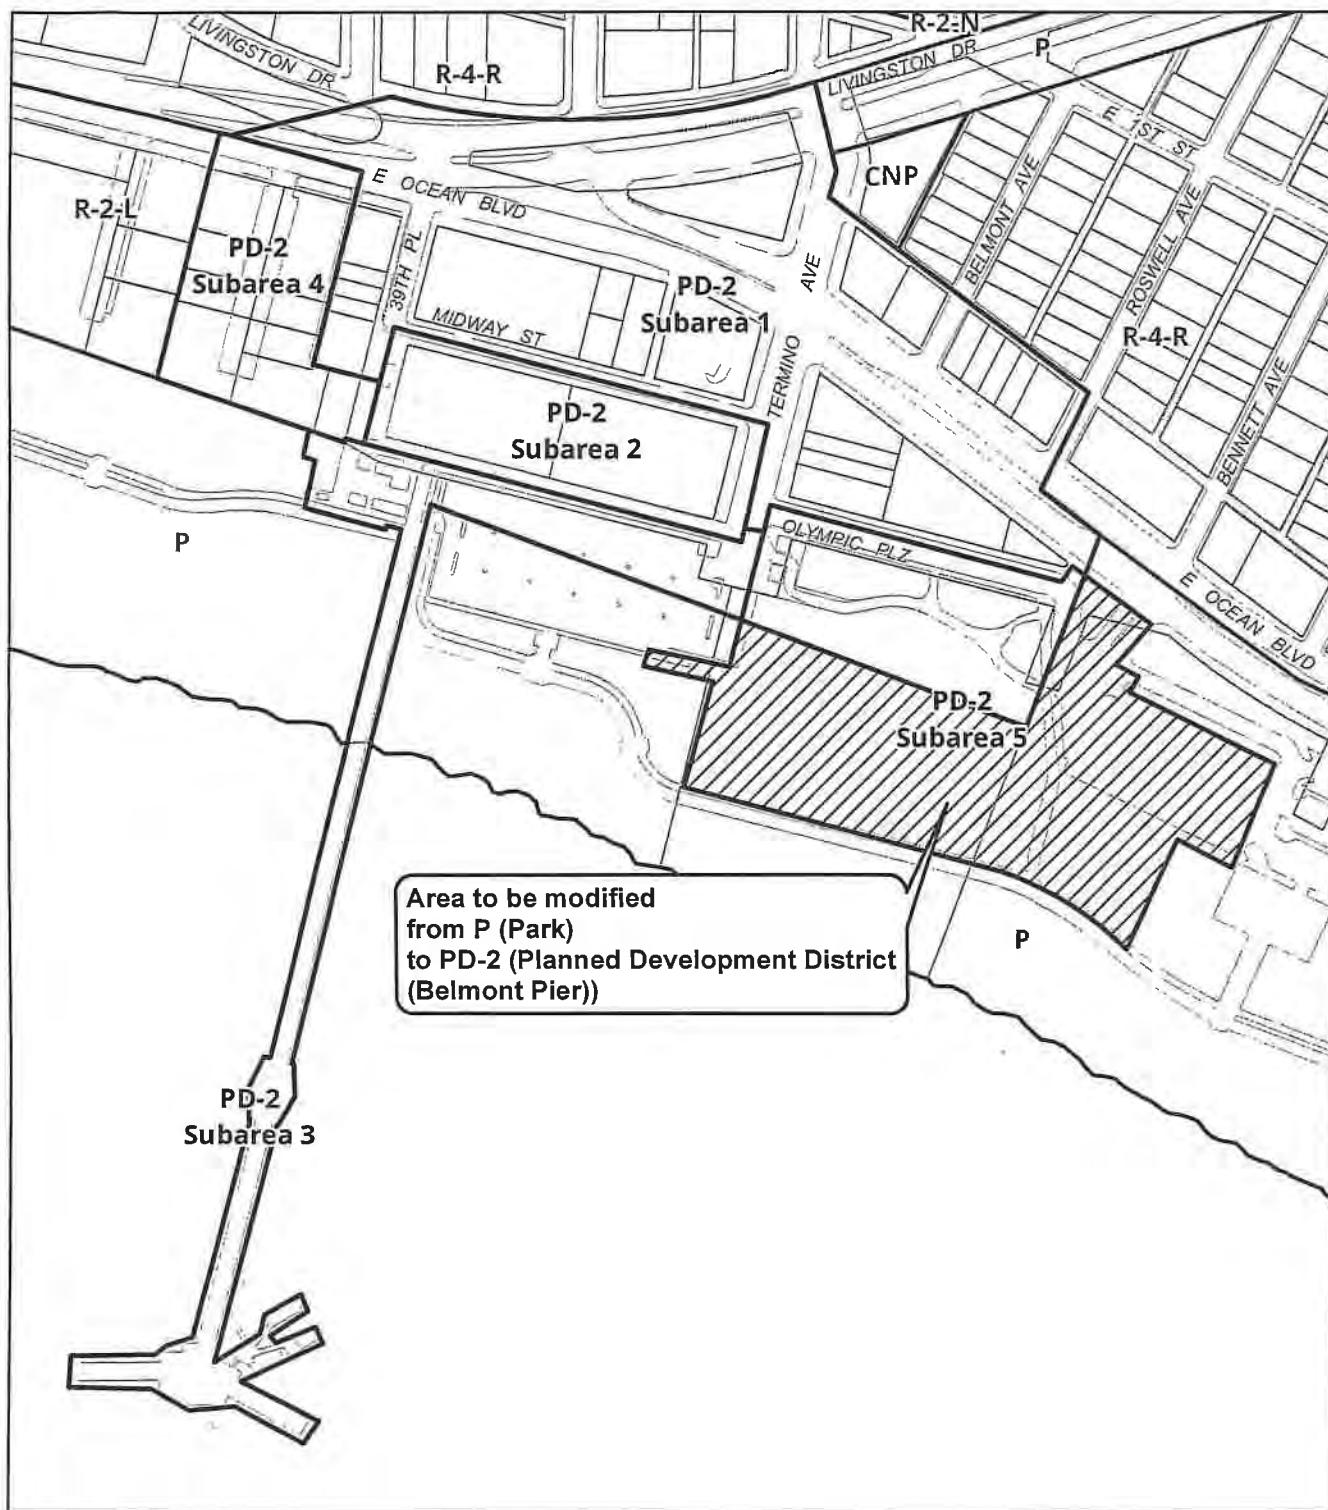 R-2-N
LIVINGSTON DR
P
LIVINGSTON DR
R-4-R
E 1ST ST
CNP
E OCEAN BLVD
R-2-L
BELMONT AVE
ROSWELL AVE
PD-2
Subarea 4
39TH PL
PD-2
Subarea 1
TERMINO AVE
MIDWAY ST
R-4-R
BENNETT AVE
PD-2
Subarea 2
P
OLYMPIC PLZ
E OCEAN BLVD
PD-2
Subarea 5
Area to be modified
from P (Park)
to PD-2 (Planned Development District
(Belmont Pier))
P
PD-2
Subarea 3